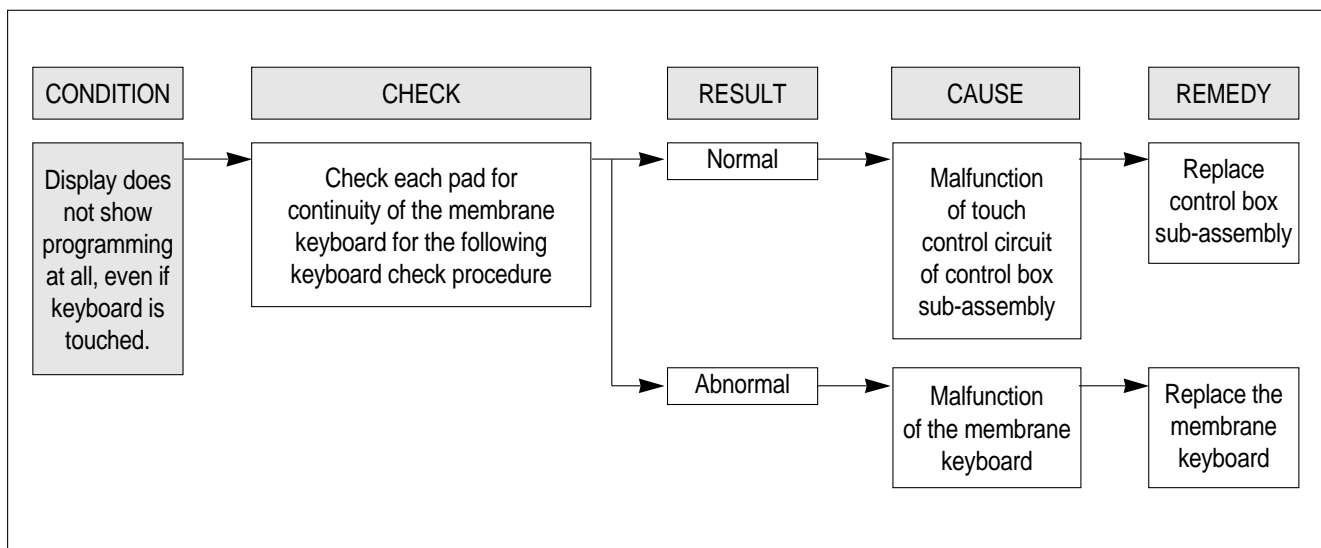 CONDITION
CHECK
RESULT
CAUSE
REMEDY
Display does
not show
programming
at all, even if
keyboard is
touched.
Check each pad for
continuity of the membrane
keyboard for the following
keyboard check procedure
Normal
Malfunction
of touch
control circuit
of control box
sub-assembly
Replace
control box
sub-assembly
Abnormal
Malfunction
of the membrane
keyboard
Replace the
membrane
keyboard